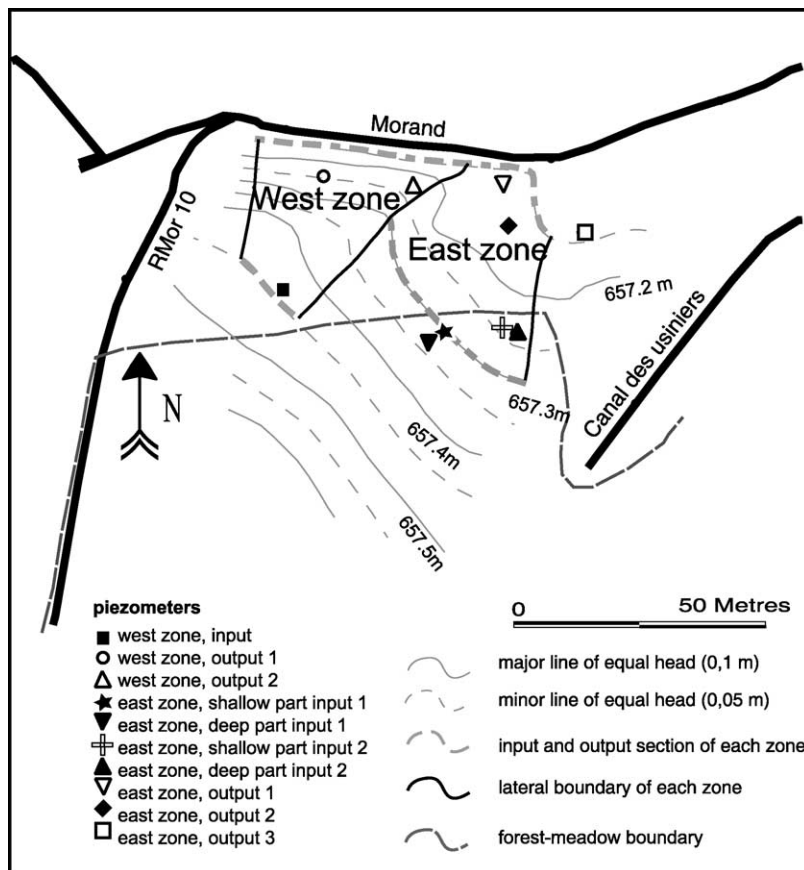 Morand
RMor 10
West zone
East zone
657.2 m
Canal des usiniers
657.3m
N
657.4m
657.5m
piezometers
west zone, input
west zone, output 1
west zone, output 2
east zone, shallow part input 1
east zone, deep part input 1
east zone, shallow part input 2
east zone, deep part input 2
east zone, output 1
east zone, output 2
east zone, output 3
0 50 Metres
major line of equal head (0,1 m)
minor line of equal head (0,05 m)
input and output section of each zone
lateral boundary of each zone
forest-meadow boundary